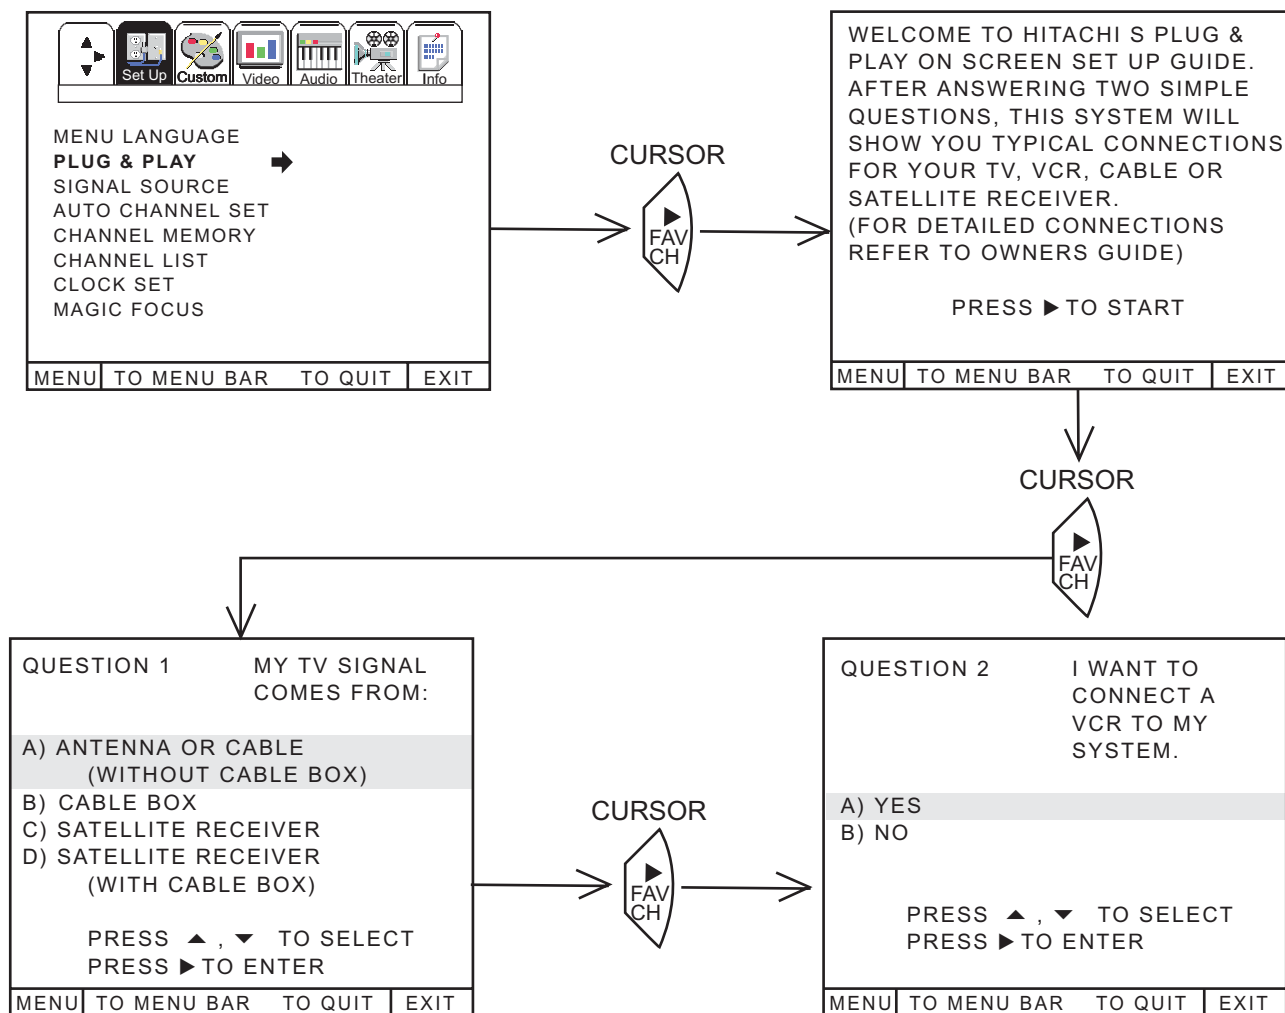 Set Up Custom Video Audio Theater Info
MENU LANGUAGE
PLUG & PLAY
SIGNAL SOURCE
AUTO CHANNEL SET
CHANNEL MEMORY
CHANNEL LIST
CLOCK SET
MAGIC FOCUS
MENU TO MENU BAR TO QUIT EXIT
CURSOR
FAV
CH
WELCOME TO HITACHI S PLUG &
PLAY ON SCREEN SET UP GUIDE.
AFTER ANSWERING TWO SIMPLE
QUESTIONS, THIS SYSTEM WILL
SHOW YOU TYPICAL CONNECTIONS
FOR YOUR TV, VCR, CABLE OR
SATELLITE RECEIVER.
(FOR DETAILED CONNECTIONS
REFER TO OWNERS GUIDE)
PRESS ▶ TO START
MENU TO MENU BAR TO QUIT EXIT
CURSOR
FAV
CH
QUESTION 1 MY TV SIGNAL
COMES FROM:
A) ANTENNA OR CABLE
(WITHOUT CABLE BOX)
B) CABLE BOX
C) SATELLITE RECEIVER
D) SATELLITE RECEIVER
(WITH CABLE BOX)
PRESS ▲ , ▼ TO SELECT
PRESS ▶ TO ENTER
MENU TO MENU BAR TO QUIT EXIT
CURSOR
FAV
CH
QUESTION 2 I WANT TO
CONNECT A
VCR TO MY
SYSTEM.
A) YES
B) NO
PRESS ▲ , ▼ TO SELECT
PRESS ▶ TO ENTER
MENU TO MENU BAR TO QUIT EXIT